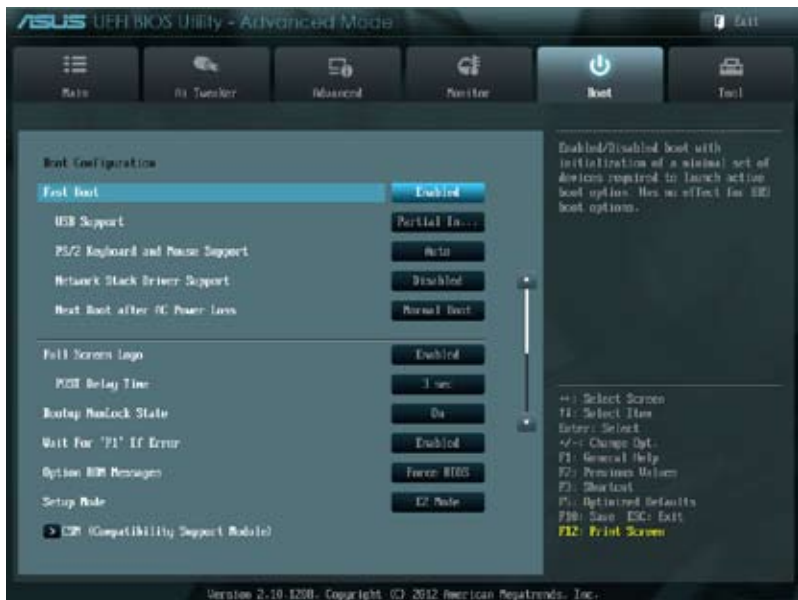 ASUS UEFI BIOS Utility - Advanced Mode
Exit
Main
Ai Tweaker
Advanced
Monitor
Boot
Tool
Boot Configuration
Fast Boot Enabled
USB Support Partial In...
PS/2 Keyboard and Mouse Support Auto
Network Stack Driver Support Disabled
Next Boot after AC Power Loss Normal Boot
Full Screen Logo Enabled
POST Delay Time 3 sec
Bootup NumLock State On
Wait For 'F1' If Error Enabled
Option ROM Messages Force BIOS
Setup Mode EZ Mode
> CSM (Compatibility Support Module)
Enabled/Disabled boot with
initialization of a minimal set of
devices required to launch active
boot option. Has no effect for BBS
boot options.
→←: Select Screen
↑↓: Select Item
Enter: Select
+/-: Change Opt.
F1: General Help
F2: Previous Values
F3: Shortcut
F5: Optimized Defaults
F10: Save ESC: Exit
F12: Print Screen
Version 2.10.1208. Copyright (C) 2012 American Megatrends, Inc.